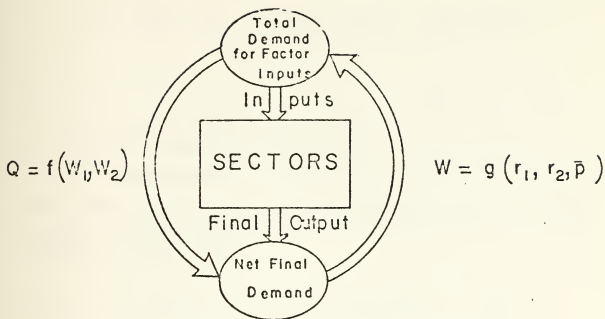 Total
Demand
for Factor
Inputs
In puts
Q = f(W₁, W₂)
SECTORS
W = g (r₁, r₂, p̄)
Final Output
Net Final
Demand